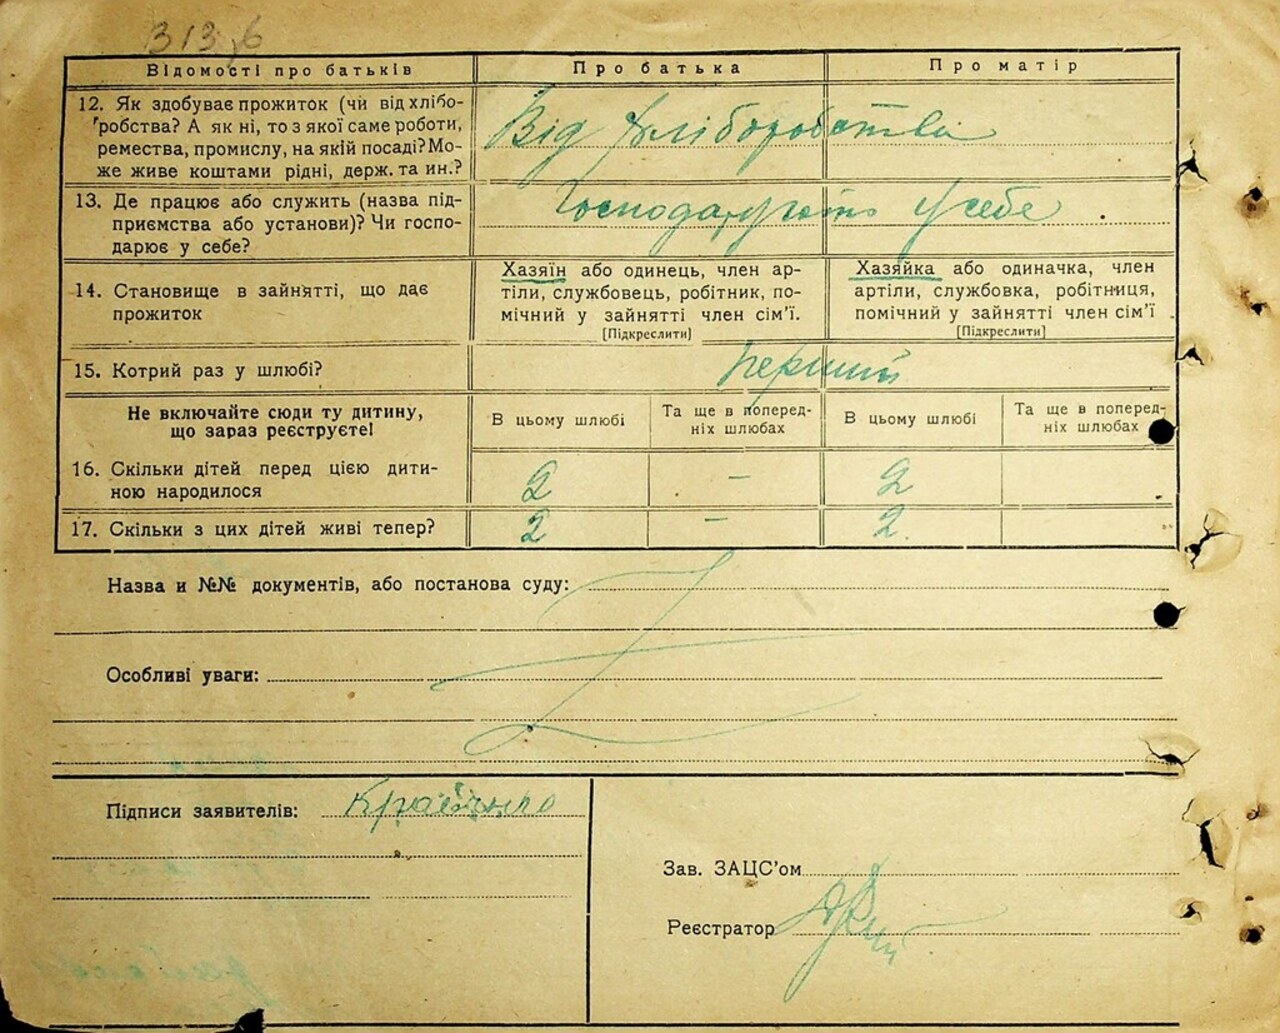 313,6
Відомості про батьків
Про батька
Про матір
12. Як здобуває прожиток (чи від хлібо-
робства? А як ні, то з якої саме роботи,
ремества, промислу, на якій посаді? Мо-
же живе коштами рідні, держ. та ин.?
Від хліборобства
13. Де працює або служить (назва під-
приємства або установи)? Чи госпо-
дарює у себе?
Господарують у себе
14. Становище в зайнятті, що дає
прожиток
Хазяїн або одинець, член ар-
тіли, службовець, робітник, по-
мічний у зайнятті член сім'ї.
[Підкреслити]
Хазяйка або одиначка, член
артіли, службовка, робітниця,
помічний у зайнятті член сім'ї
[Підкреслити]
15. Котрий раз у шлюбі?
перший
Не включайте сюди ту дитину,
що зараз реєструєте!
В цьому шлюбі
Та ще в поперед-
ніх шлюбах
В цьому шлюбі
Та ще в поперед-
ніх шлюбах
16. Скільки дітей перед цією дити-
ною народилося
2 – 2
17. Скільки з цих дітей живі тепер?
2 – 2.
Назва и №№ документів, або постанова суду:
Особливі уваги:
Підписи заявителів:
Зав. ЗАЦС'ом
Реєстратор